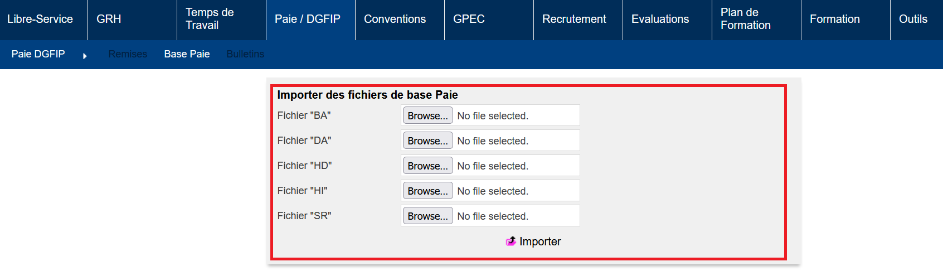 Libre-Service GRH Temps de Travail Paie / DGFIP Conventions GPEC Recrutement Evaluations Plan de Formation Formation Outils
Paie DGFIP Remises Base Paie Bulletins
Importer des fichiers de base Paie
Fichier "BA" Browse... No file selected.
Fichier "DA" Browse... No file selected.
Fichier "HD" Browse... No file selected.
Fichier "HI" Browse... No file selected.
Fichier "SR" Browse... No file selected.
Importer